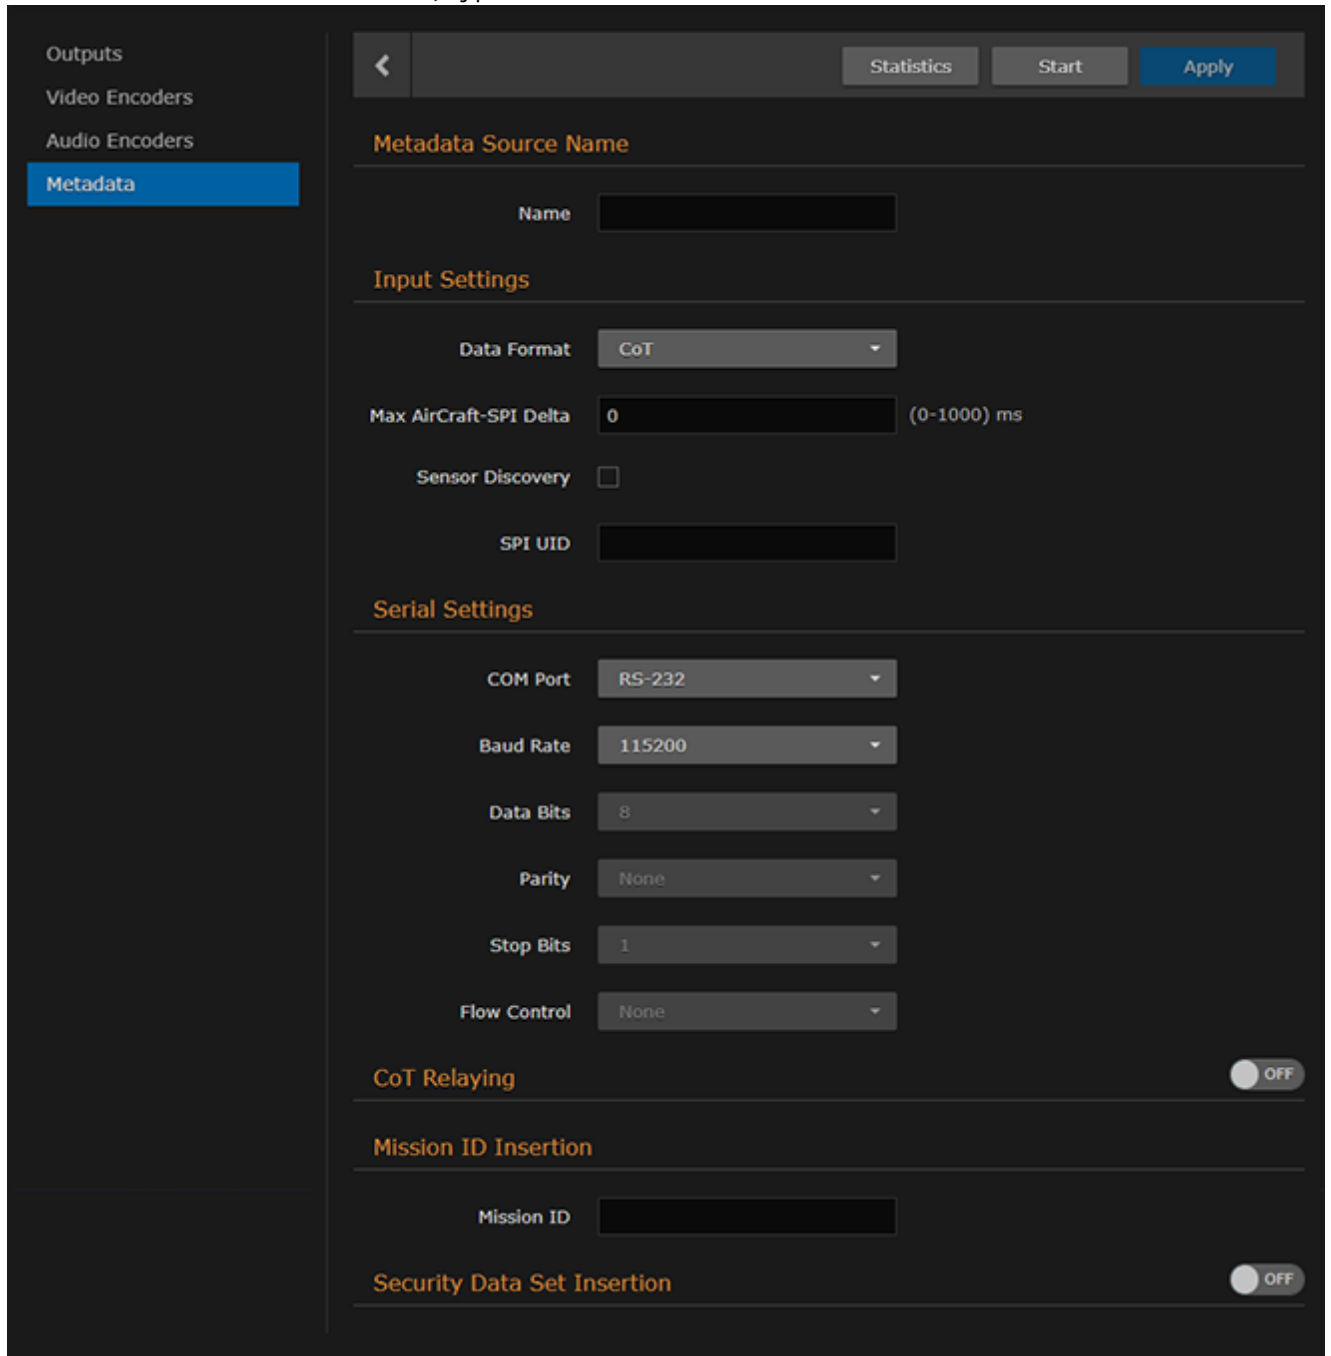 Outputs
Video Encoders
Audio Encoders
Metadata
Statistics Start Apply
Metadata Source Name
Name
Input Settings
Data Format CoT
Max AirCraft-SPI Delta 0 (0-1000) ms
Sensor Discovery
SPI UID
Serial Settings
COM Port RS-232
Baud Rate 115200
Data Bits 8
Parity None
Stop Bits 1
Flow Control None
CoT Relaying OFF
Mission ID Insertion
Mission ID
Security Data Set Insertion OFF